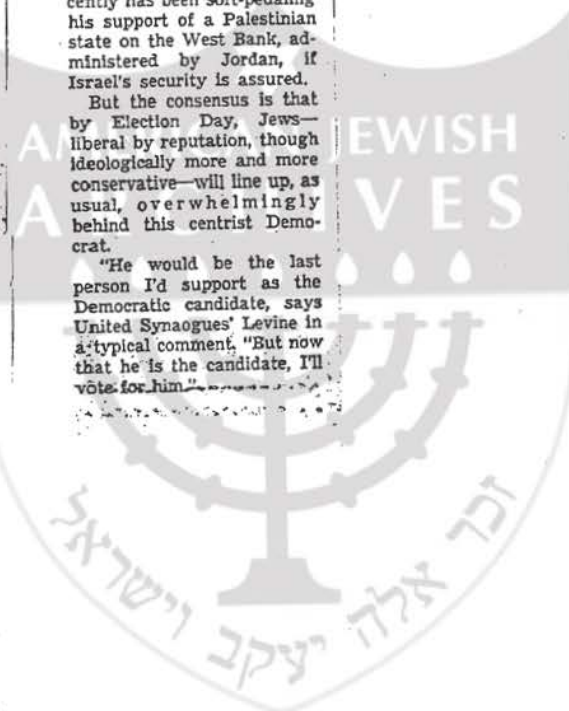 cently has been soft-pedaling
his support of a Palestinian
state on the West Bank, ad-
ministered by Jordan, if
Israel's security is assured.
But the consensus is that
by Election Day, Jews—
liberal by reputation, though
ideologically more and more
conservative—will line up, as
usual, overwhelmingly
behind this centrist Demo-
crat.
"He would be the last
person I'd support as the
Democratic candidate, says
United Synaogues' Levine in
a typical comment. "But now
that he is the candidate, I'll
vote for him."
AMERICAN JEWISH
ARCHIVES
זכר אלה יעקב וישראל